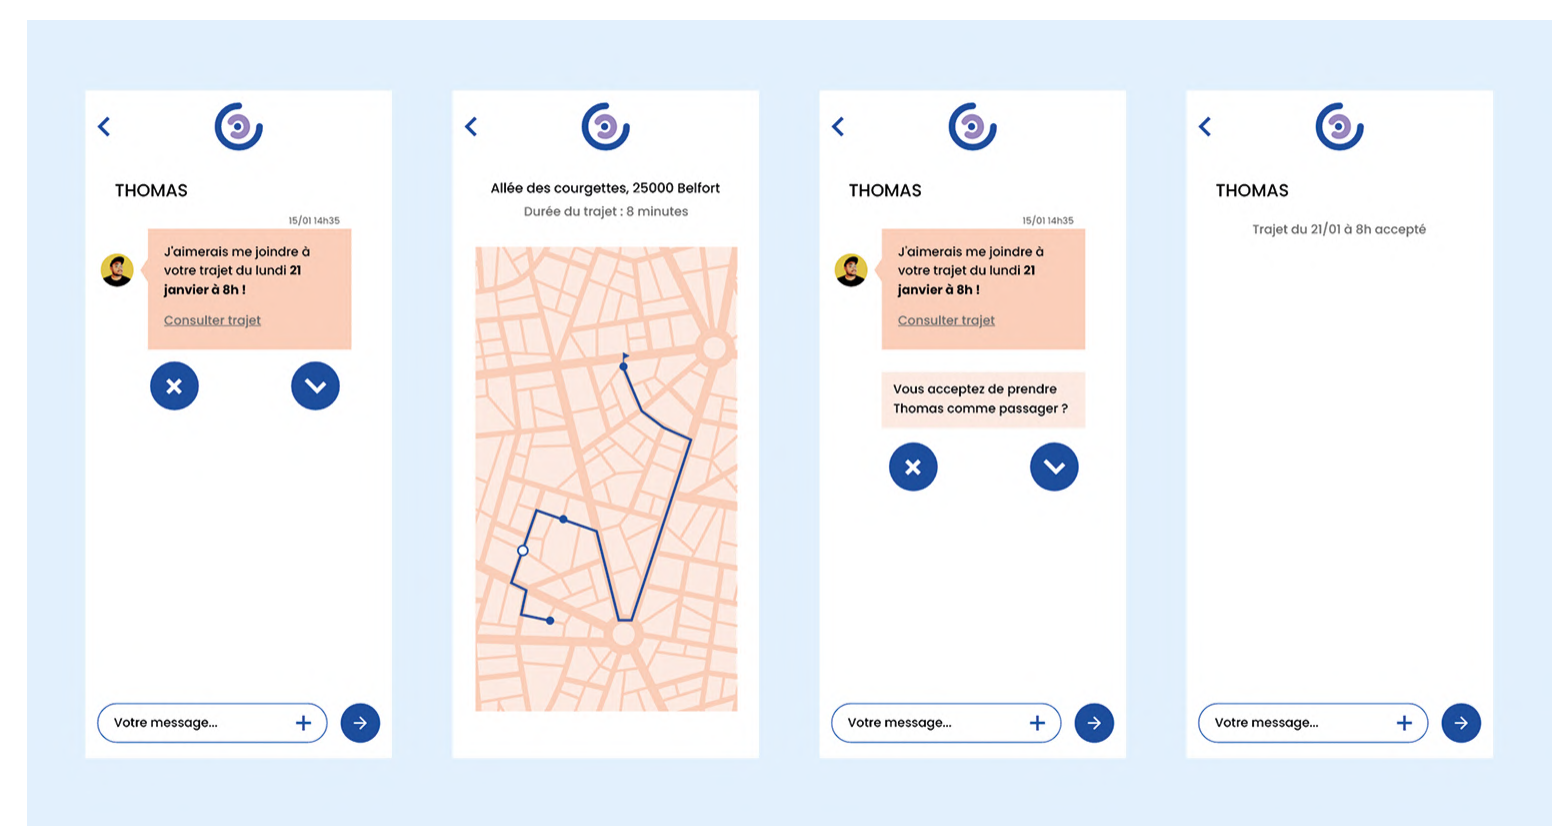 THOMAS
15/01 14h35
J'aimerais me joindre à
votre trajet du lundi 21
janvier à 8h !
Consulter trajet
Votre message...
Allée des courgettes, 25000 Belfort
Durée du trajet : 8 minutes
THOMAS
15/01 14h35
J'aimerais me joindre à
votre trajet du lundi 21
janvier à 8h !
Consulter trajet
Vous acceptez de prendre
Thomas comme passager ?
Votre message...
THOMAS
Trajet du 21/01 à 8h accepté
Votre message...